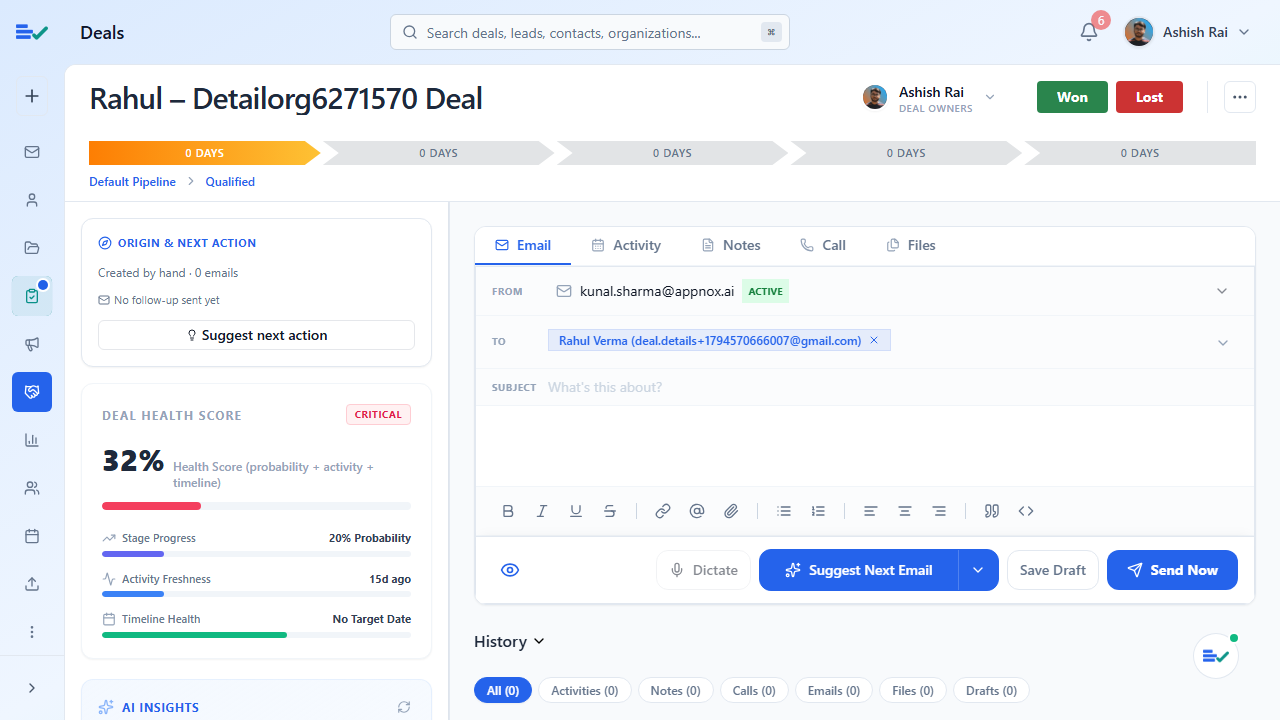 Deals
Search deals, leads, contacts, organizations...
⌘
6
Ashish Rai
Rahul – Detailorg6271570 Deal
Ashish Rai
DEAL OWNERS
Won
Lost
0 DAYS
0 DAYS
0 DAYS
0 DAYS
0 DAYS
Default Pipeline
Qualified
ORIGIN & NEXT ACTION
Created by hand · 0 emails
No follow-up sent yet
Suggest next action
DEAL HEALTH SCORE
CRITICAL
32%
Health Score (probability + activity +
timeline)
Stage Progress
20% Probability
Activity Freshness
15d ago
Timeline Health
No Target Date
AI INSIGHTS
Email
Activity
Notes
Call
Files
FROM
kunal.sharma@appnox.ai
ACTIVE
TO
Rahul Verma (deal.details+1794570666007@gmail.com)
SUBJECT
What's this about?
Dictate
Suggest Next Email
Save Draft
Send Now
History
All (0)
Activities (0)
Notes (0)
Calls (0)
Emails (0)
Files (0)
Drafts (0)